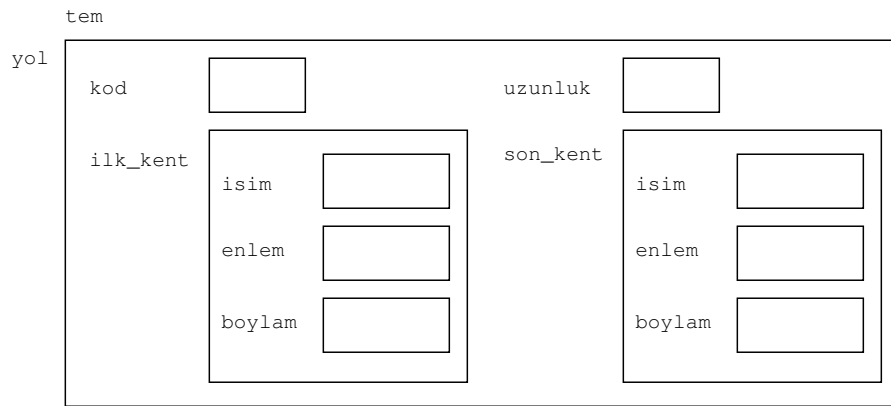 tem
yol
kod
uzunluk
ilk_kent
son_kent
isim
isim
enlem
enlem
boylam
boylam